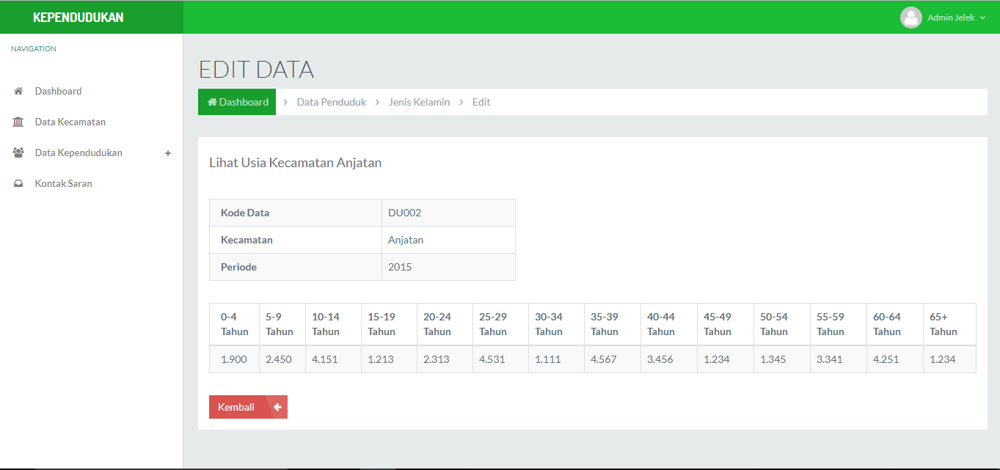 KEPENDUDUKAN
Admin Jelek
NAVIGATION
Dashboard
Data Kecamatan
Data Kependudukan +
Kontak Saran
EDIT DATA
Dashboard > Data Penduduk > Jenis Kelamin > Edit
Lihat Usia Kecamatan Anjatan
Kode Data DU002
Kecamatan Anjatan
Periode 2015
0-4 5-9 10-14 15-19 20-24 25-29 30-34 35-39 40-44 45-49 50-54 55-59 60-64 65+
Tahun Tahun Tahun Tahun Tahun Tahun Tahun Tahun Tahun Tahun Tahun Tahun Tahun Tahun
1.900 2.450 4.151 1.213 2.313 4.531 1.111 4.567 3.456 1.234 1.345 3.341 4.251 1.234
Kembali